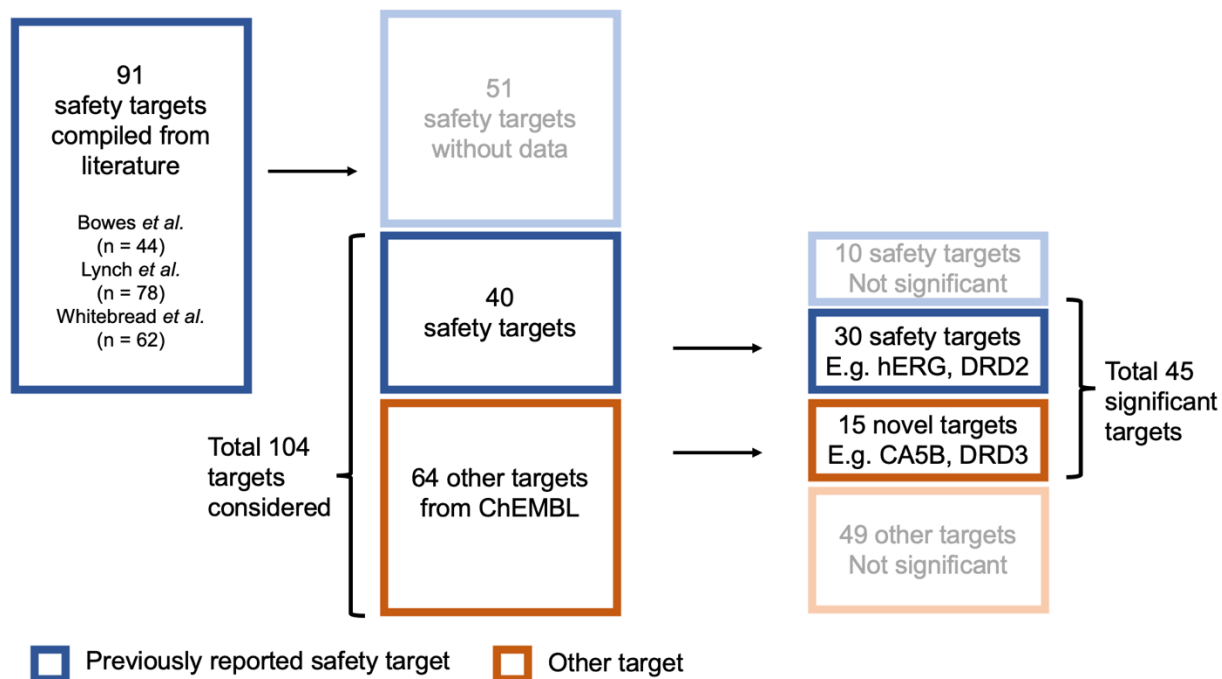 91
safety targets
compiled from
literature
Bowes et al.
(n = 44)
Lynch et al.
(n = 78)
Whitebread et al.
(n = 62)
51
safety targets
without data
40
safety targets
Total 104
targets
considered
64 other targets
from ChEMBL
10 safety targets
Not significant
30 safety targets
E.g. hERG, DRD2
15 novel targets
E.g. CA5B, DRD3
49 other targets
Not significant
Total 45
significant
targets
Previously reported safety target
Other target